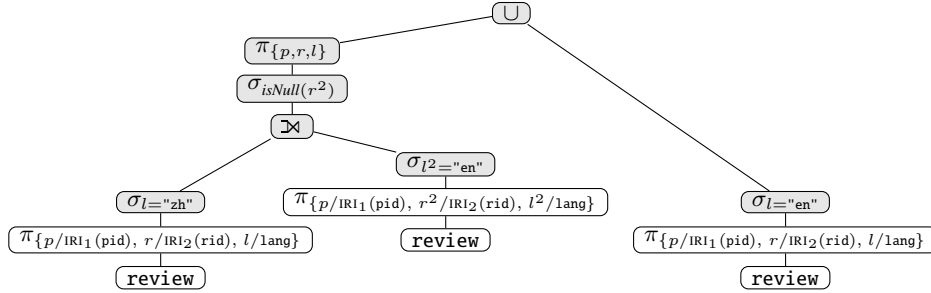 ∪
π{p,r,l}
σisNull(r²)
⟕
σl²="en"
σl="zh"
σl="en"
π{p/IRI₁(pid), r²/IRI₂(rid), l²/lang}
π{p/IRI₁(pid), r/IRI₂(rid), l/lang}
π{p/IRI₁(pid), r/IRI₂(rid), l/lang}
review
review
review